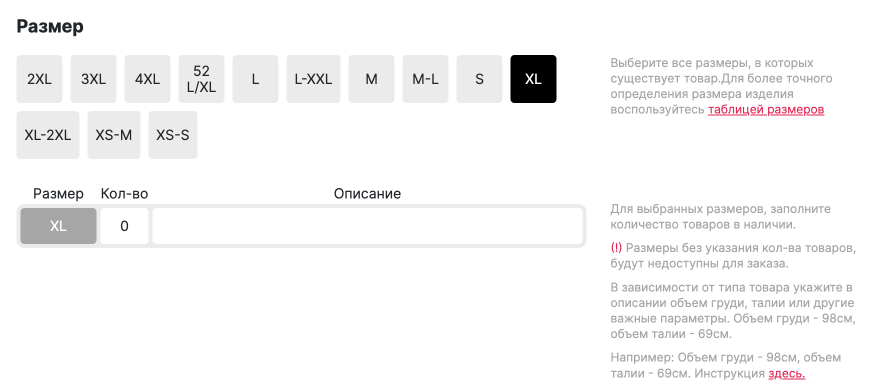 Размер
2XL 3XL 4XL 52 L/XL L L-XXL M M-L S XL
XL-2XL XS-M XS-S
Выберите все размеры, в которых
существует товар.Для более точного
определения размера изделия
воспользуйтесь таблицей размеров
Размер Кол-во Описание
XL 0
Для выбранных размеров, заполните
количество товаров в наличии.
(!) Размеры без указания кол-ва товаров,
будут недоступны для заказа.
В зависимости от типа товара укажите в
описании объем груди, талии или другие
важные параметры. Объем груди - 98см,
объем талии - 69см.
Например: Объем груди - 98см, объем
талии - 69см. Инструкция здесь.